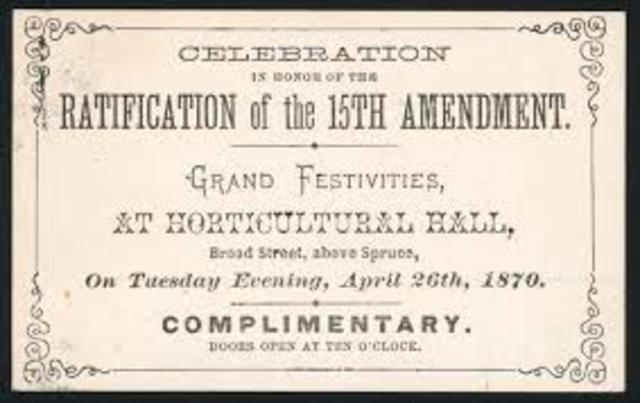 CELEBRATION
IN HONOR OF THE
RATIFICATION of the 15TH AMENDMENT.
GRAND FESTIVITIES,
AT HORTICULTURAL HALL,
Broad Street, above Spruce,
On Tuesday Evening, April 26th, 1870.
COMPLIMENTARY.
DOORS OPEN AT TEN O'CLOCK.